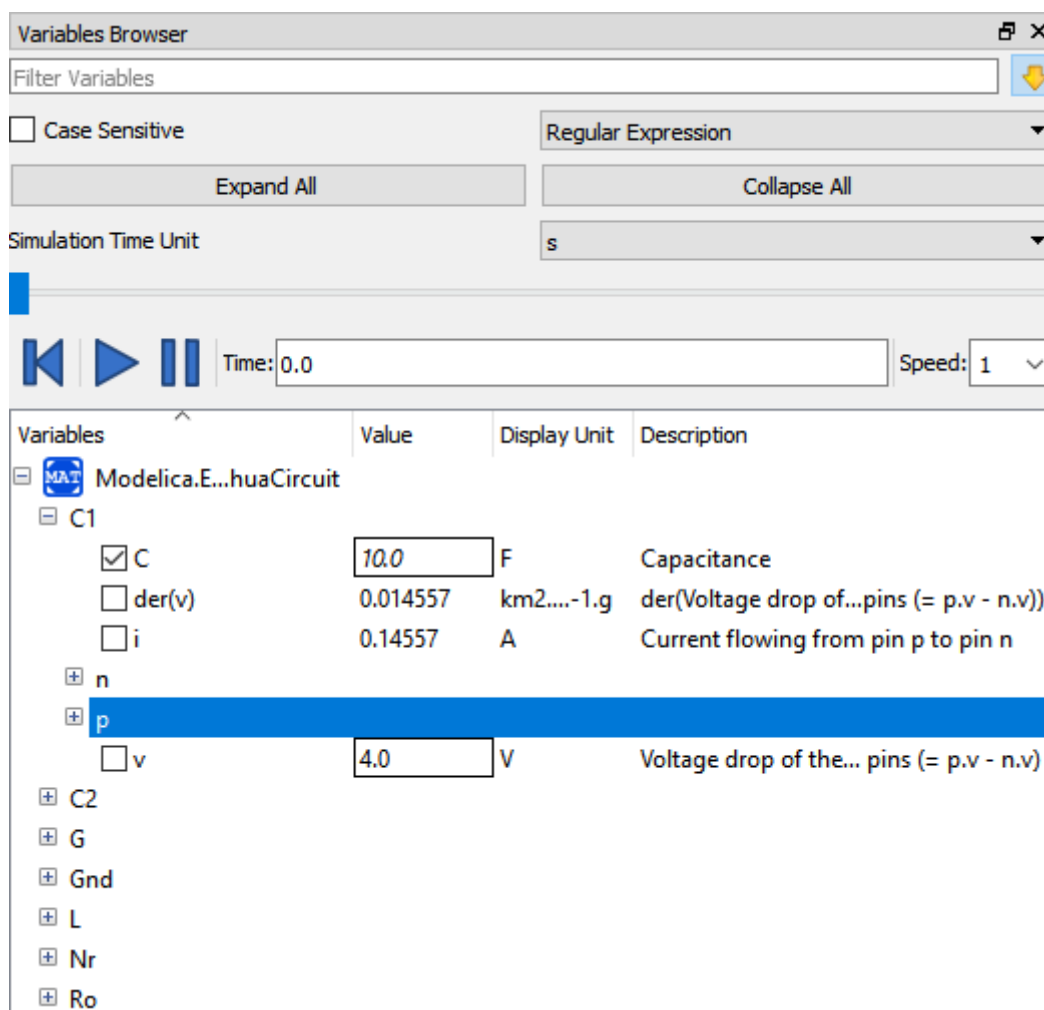 Variables Browser
Filter Variables
Case Sensitive Regular Expression
Expand All Collapse All
Simulation Time Unit s
Time: 0.0 Speed: 1
Variables Value Display Unit Description
MAT Modelica.E...huaCircuit
C1
C 10.0 F Capacitance
der(v) 0.014557 km2....-1.g der(Voltage drop of...pins (= p.v - n.v))
i 0.14557 A Current flowing from pin p to pin n
n
p
v 4.0 V Voltage drop of the... pins (= p.v - n.v)
C2
G
Gnd
L
Nr
Ro